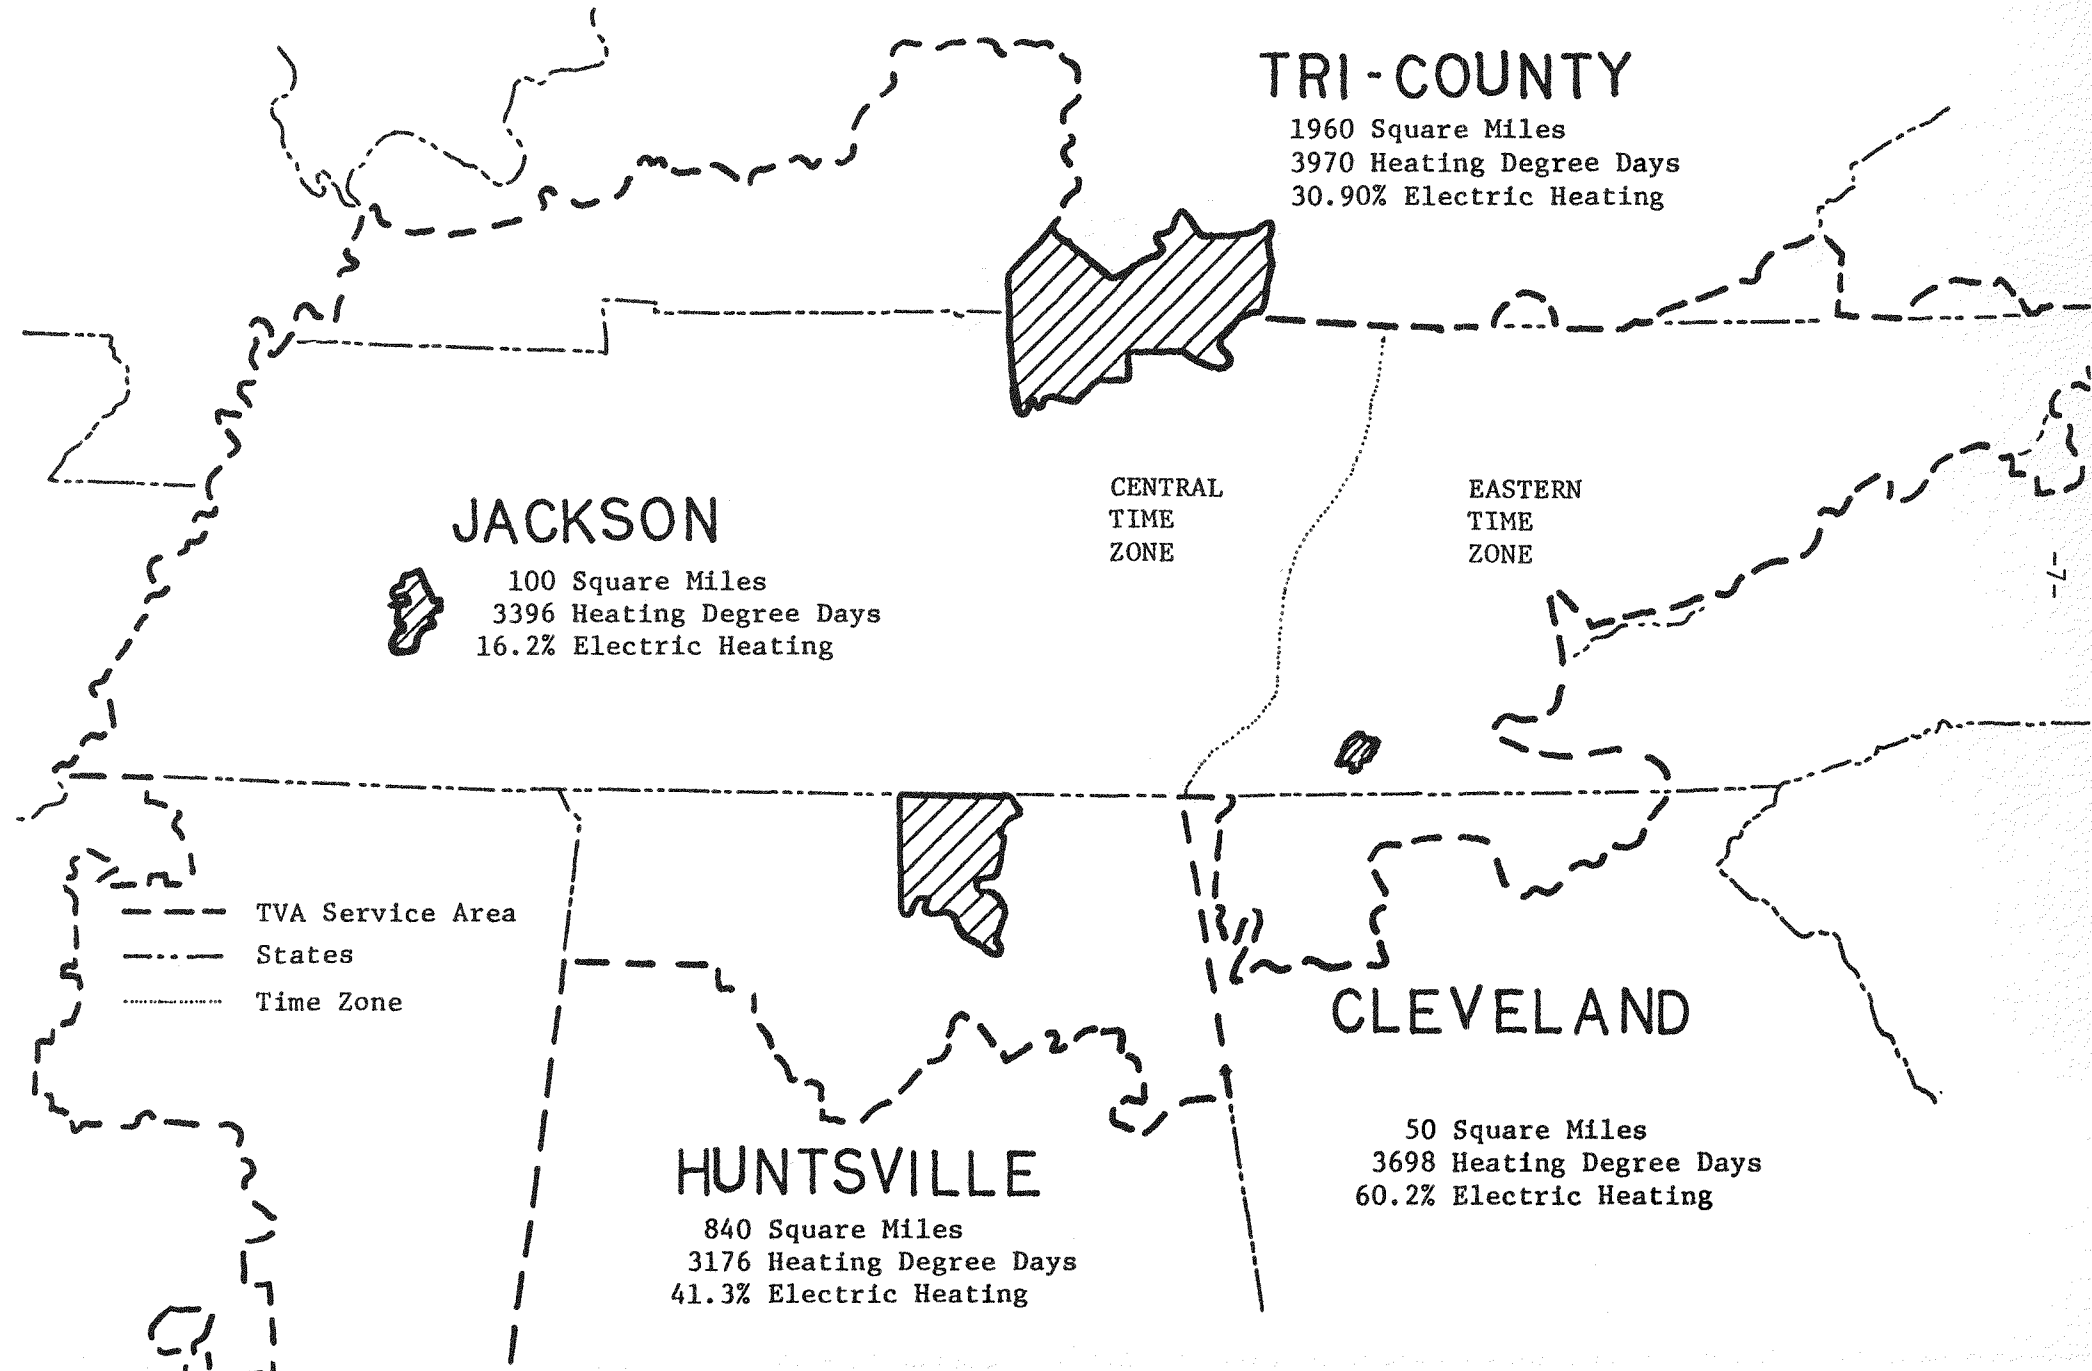 TRI-COUNTY
1960 Square Miles
3970 Heating Degree Days
30.90% Electric Heating
JACKSON
100 Square Miles
3396 Heating Degree Days
16.2% Electric Heating
CENTRAL
TIME
ZONE
EASTERN
TIME
ZONE
-7-
TVA Service Area
States
Time Zone
CLEVELAND
50 Square Miles
3698 Heating Degree Days
60.2% Electric Heating
HUNTSVILLE
840 Square Miles
3176 Heating Degree Days
41.3% Electric Heating